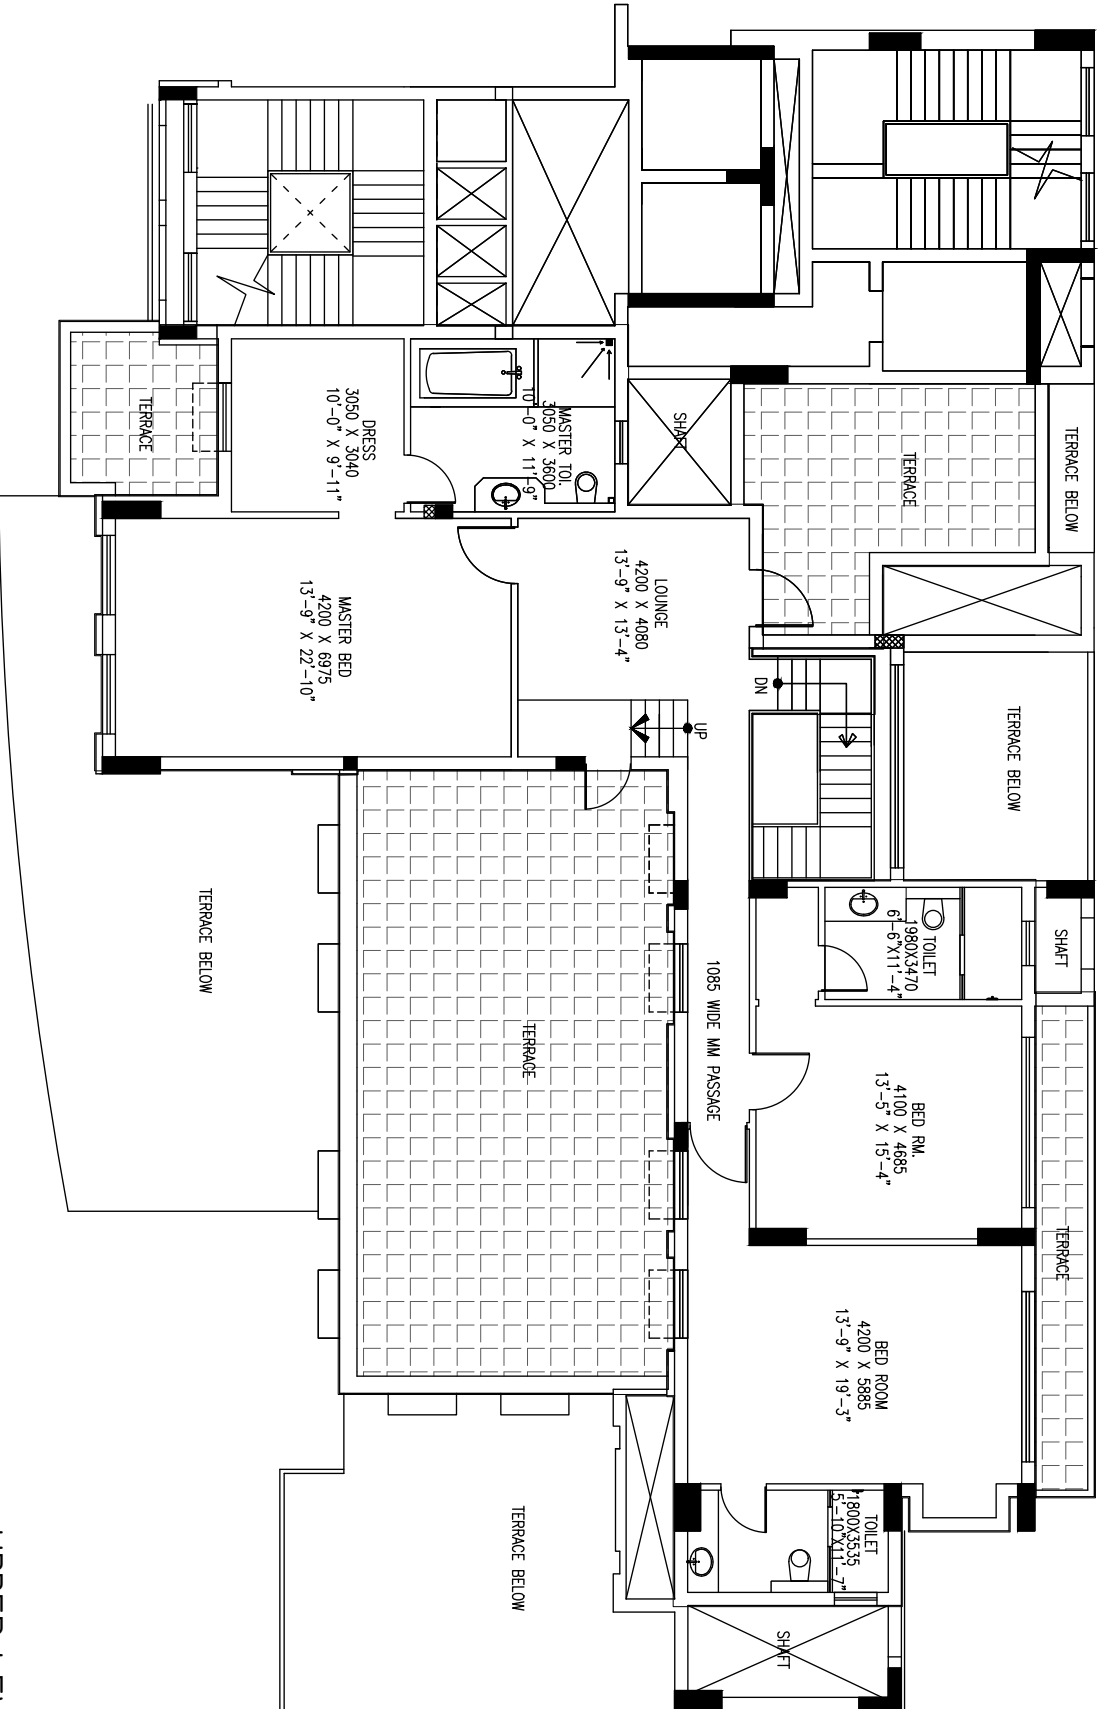 TERRACE BELOW
TERRACE
SHAFT
MASTER TOI.
3050 X 3600
10'-0" X 11'-9"
DRESS
3050 X 3040
10'-0" X 9'-11"
TERRACE
LOUNGE
4200 X 4080
13'-9" X 13'-4"
MASTER BED
4200 X 6975
13'-9" X 22'-10"
DN
UP
TERRACE BELOW
TERRACE BELOW
SHAFT
TOILET
1980X3470
6'-6"X11'-4"
1085 WIDE MM PASSAGE
TERRACE
BED RM.
4100 X 4685
13'-5" X 15'-4"
TERRACE
BED ROOM
4200 X 5885
13'-9" X 19'-3"
TOILET
1800X3535
5'-10"X11'-7"
TERRACE BELOW
SHAFT